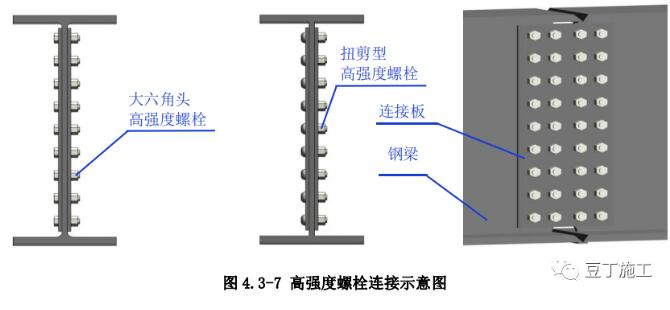 大六角头
高强度螺栓
扭剪型
高强度螺栓
连接板
钢梁
图 4.3-7 高强度螺栓连接示意图
豆丁施工